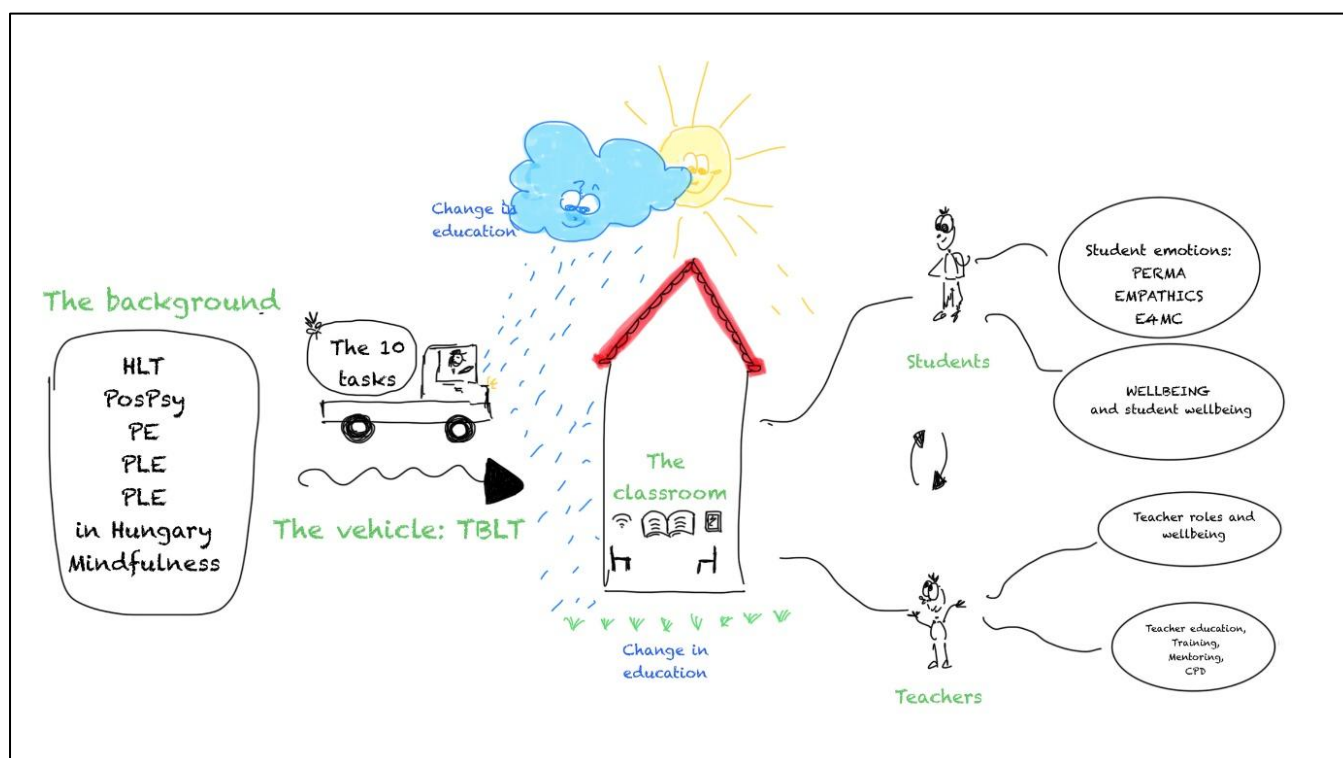 The background
HLT
PosPsy
PE
PLE
PLE
in Hungary
Mindfulness
The 10
tasks
The vehicle: TBLT
Change in
education
The
classroom
Change in
education
Students
Student emotions:
PERMA
EMPATHICS
E4MC
WELLBEING
and student wellbeing
Teachers
Teacher roles and
wellbeing
Teacher education,
Training,
Mentoring,
CPD